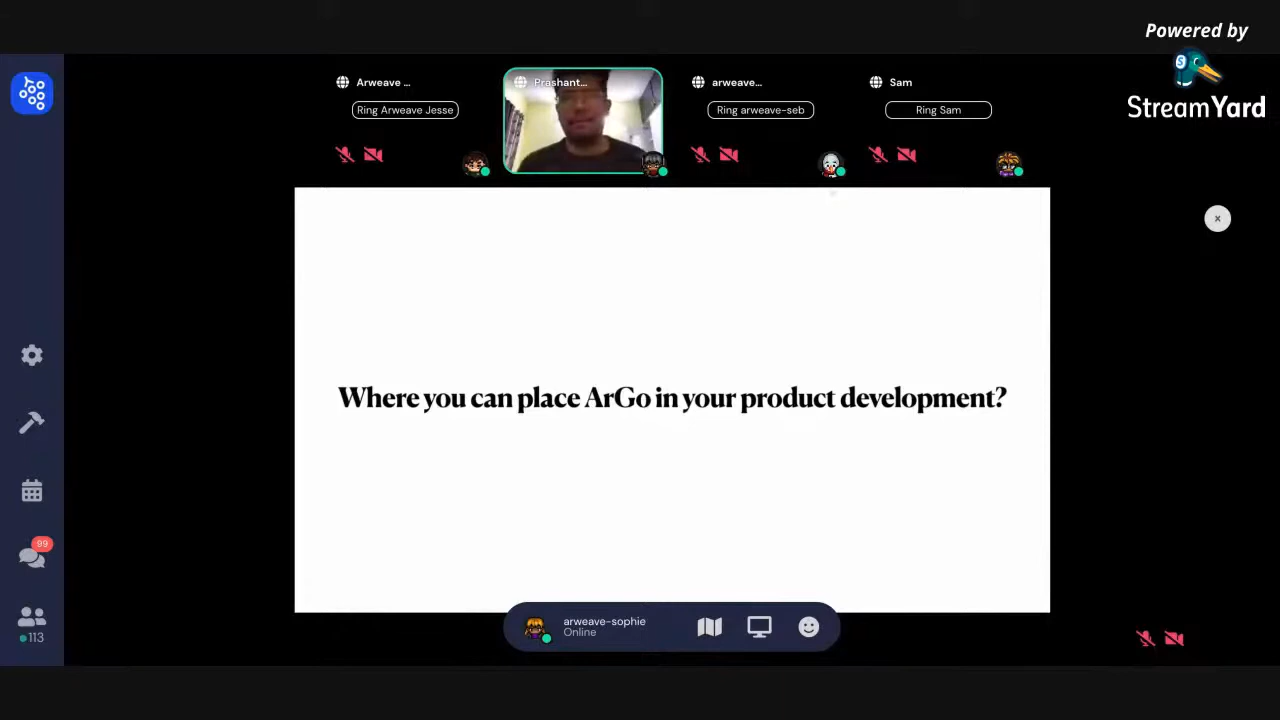 Powered by
StreamYard
Arweave ...
Prashant...
arweave...
Sam
Ring Arweave Jesse
Ring arweave-seb
Ring Sam
Where you can place ArGo in your product development?
99
113
arweave-sophie
Online